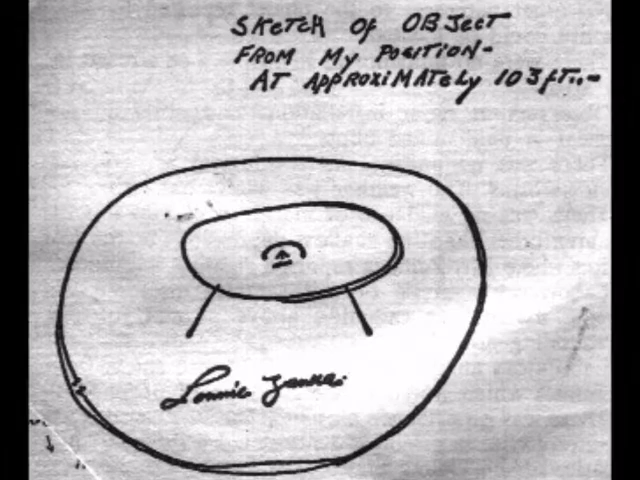 SKETCH OF OBJECT
FROM MY POSITION-
AT APPROXIMATELY 103 FT..-
Lonnie Zamora